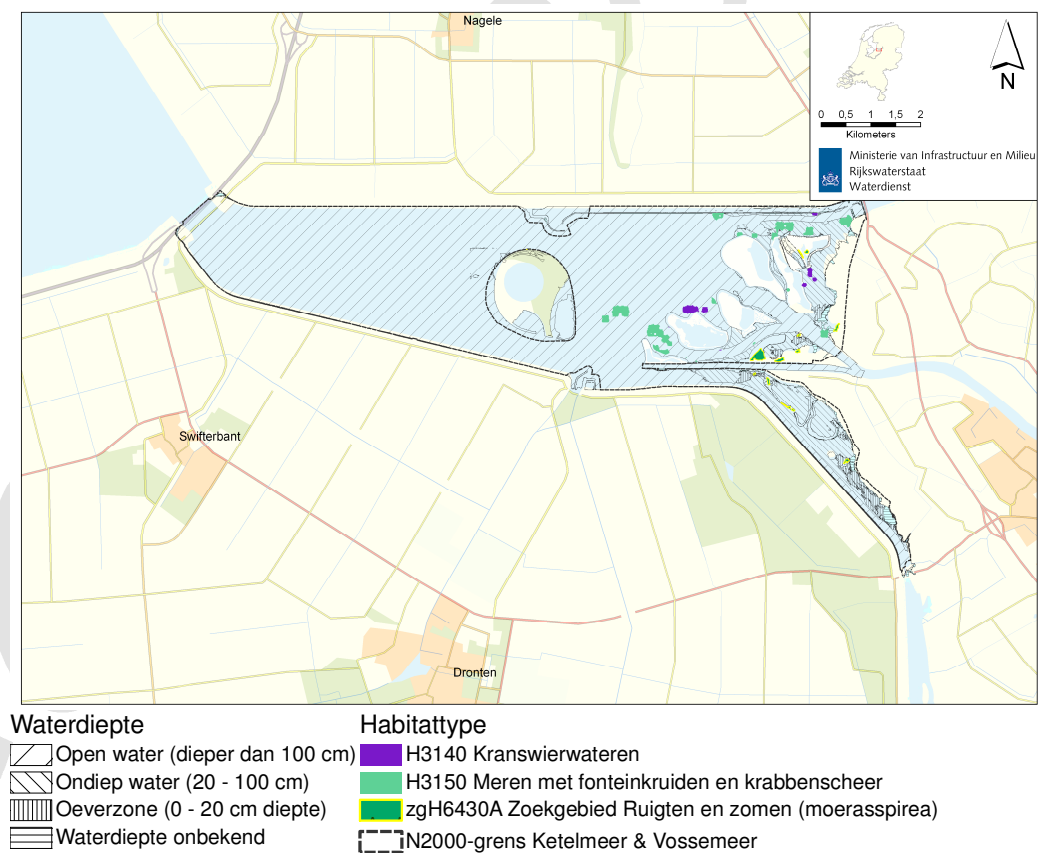 Nagele
N
0 0,5 1 1,5 2
Kilometers
Ministerie van Infrastructuur en Milieu
Rijkswaterstaat
Waterdienst
Swifterbant
Dronten
Waterdiepte
Open water (dieper dan 100 cm)
Ondiep water (20 - 100 cm)
Oeverzone (0 - 20 cm diepte)
Waterdiepte onbekend
Habitattype
H3140 Kranswierwateren
H3150 Meren met fonteinkruiden en krabbenscheer
zgH6430A Zoekgebied Ruigten en zomen (moerasspirea)
N2000-grens Ketelmeer & Vossemeer